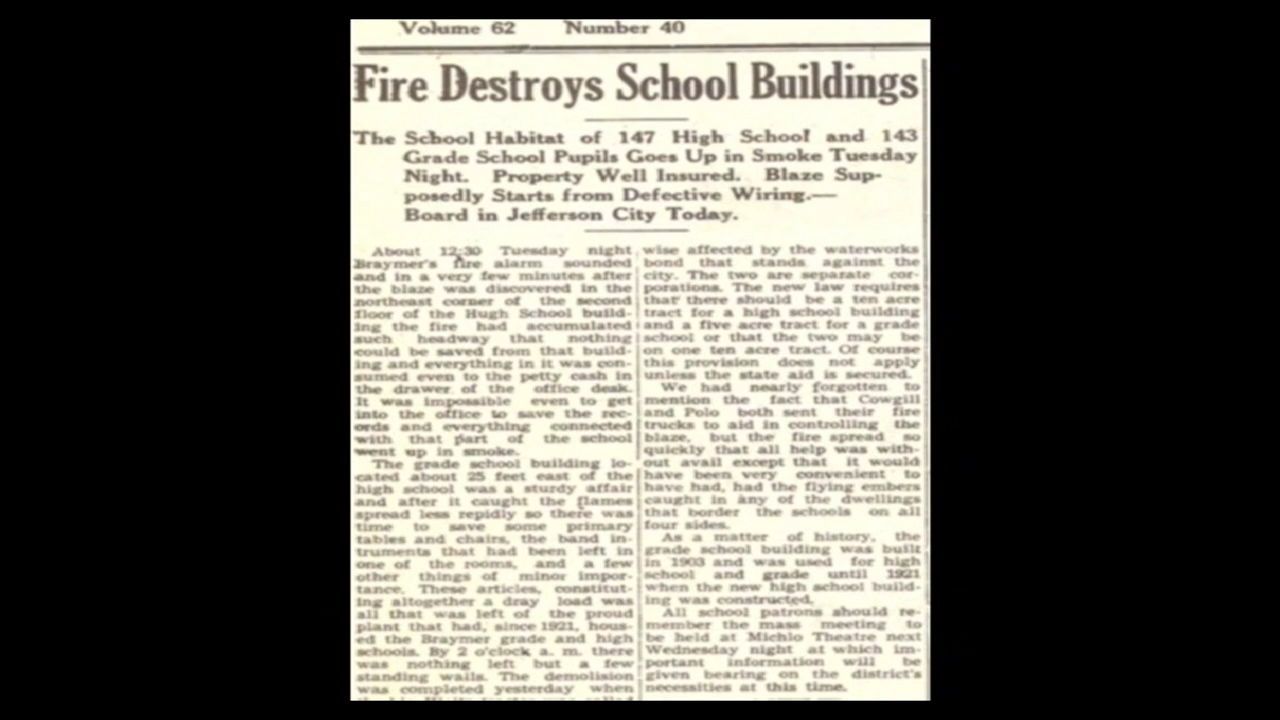 Volume 62 Number 40
Fire Destroys School Buildings
The School Habitat of 147 High School and 143
Grade School Pupils Goes Up in Smoke Tuesday
Night. Property Well Insured. Blaze Sup-
posedly Starts from Defective Wiring.—
Board in Jefferson City Today.
About 12:30 Tuesday night
Braymer's fire alarm sounded
and in a very few minutes after
the blaze was discovered in the
northeast corner of the second
floor of the Hugh School build-
ing the fire had accumulated
such headway that nothing
could be saved from that build-
ing and everything in it was con-
sumed even to the petty cash in
the drawer of the office desk.
It was impossible even to get
into the office to save the rec-
ords and everything connected
with that part of the school
went up in smoke.
The grade school building lo-
cated about 25 feet east of the
high school was a sturdy affair
and after it caught the flames
spread less repidly so there was
time to save some primary
tables and chairs, the band in-
truments that had been left in
one of the rooms, and a few
other things of minor impor-
tance. These articles, constitut-
ing altogether a dray load was
all that was left of the proud
plant that had, since 1921, hous-
ed the Braymer grade and high
schools. By 2 o'clock a. m. there
was nothing left but a few
standing walls. The demolision
was completed yesterday when
wise affected by the waterworks
bond that stands against the
city. The two are separate cor-
porations. The new law requires
that there should be a ten acre
tract for a high school building
and a five acre tract for a grade
school or that the two may be
on one ten acre tract. Of course
this provision does not apply
unless the state aid is secured.
We had nearly forgotten to
mention the fact that Cowgill
and Polo both sent their fire
trucks to aid in controlling the
blaze, but the fire spread so
quickly that all help was with-
out avail except that it would
have been very convenient to
have had, had the flying embers
caught in any of the dwellings
that border the schools on all
four sides.
As a matter of history, the
grade school building was built
in 1903 and was used for high
school and grade until 1921
when the new high school build-
ing was constructed.
All school patrons should re-
member the mass meeting to
be held at Michlo Theatre next
Wednesday night at which im-
portant information will be
given bearing on the district's
necessities at this time.